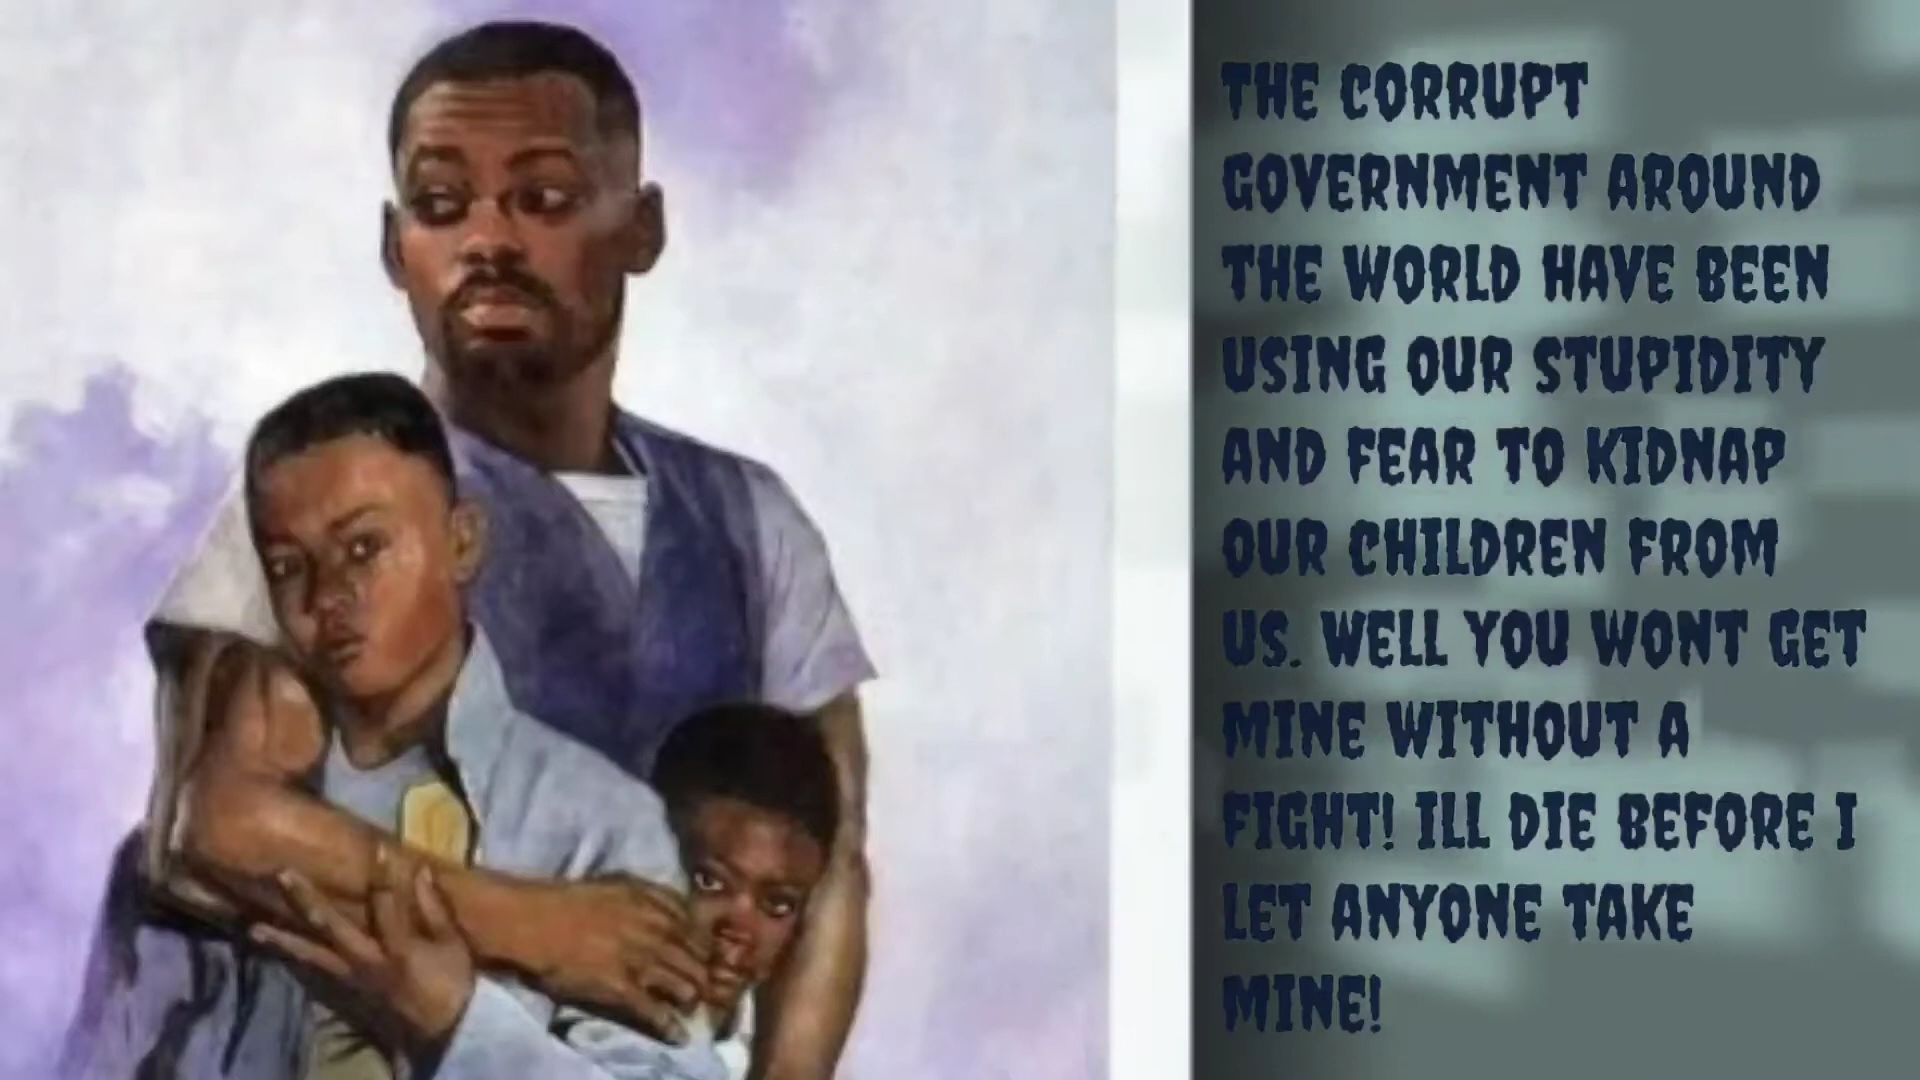 THE CORRUPT
GOVERNMENT AROUND
THE WORLD HAVE BEEN
USING OUR STUPIDITY
AND FEAR TO KIDNAP
OUR CHILDREN FROM
US. WELL YOU WONT GET
MINE WITHOUT A
FIGHT! ILL DIE BEFORE I
LET ANYONE TAKE
MINE!